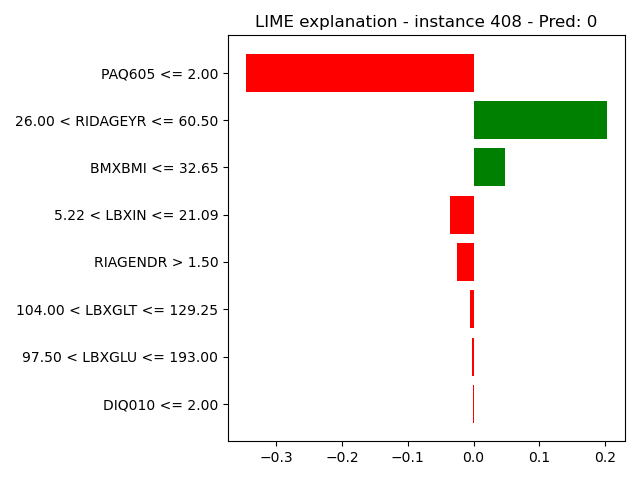 LIME explanation - instance 408 - Pred: 0
PAQ605 <= 2.00
26.00 < RIDAGEYR <= 60.50
BMXBMI <= 32.65
5.22 < LBXIN <= 21.09
RIAGENDR > 1.50
104.00 < LBXGLT <= 129.25
97.50 < LBXGLU <= 193.00
DIQ010 <= 2.00
−0.3 −0.2 −0.1 0.0 0.1 0.2